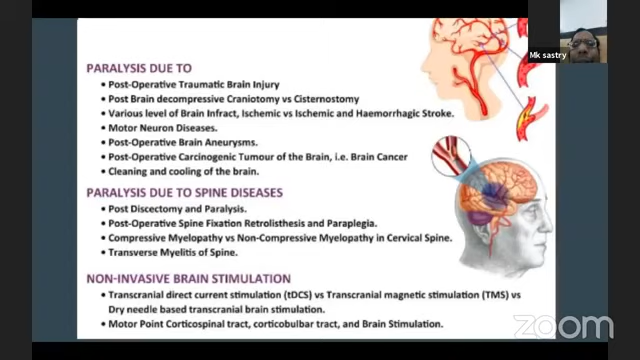 PARALYSIS DUE TO
• Post-Operative Traumatic Brain Injury
• Post Brain decompressive Craniotomy vs Cisternostomy
• Various level of Brain Infract, Ischemic vs Ischemic and Haemorrhagic Stroke.
• Motor Neuron Diseases.
• Post-Operative Brain Aneurysms.
• Post-Operative Carcinogenic Tumour of the Brain, i.e. Brain Cancer
• Cleaning and cooling of the brain.
PARALYSIS DUE TO SPINE DISEASES
• Post Discectomy and Paralysis.
• Post-Operative Spine Fixation Retrolisthesis and Paraplegia.
• Compressive Myelopathy vs Non-Compressive Myelopathy in Cervical Spine.
• Transverse Myelitis of Spine.
NON-INVASIVE BRAIN STIMULATION
• Transcranial direct current stimulation (tDCS) vs Transcranial magnetic stimulation (TMS) vs
Dry needle based transcranial brain stimulation.
• Motor Point Corticospinal tract, corticobulbar tract, and Brain Stimulation.
Mk sastry
zoom